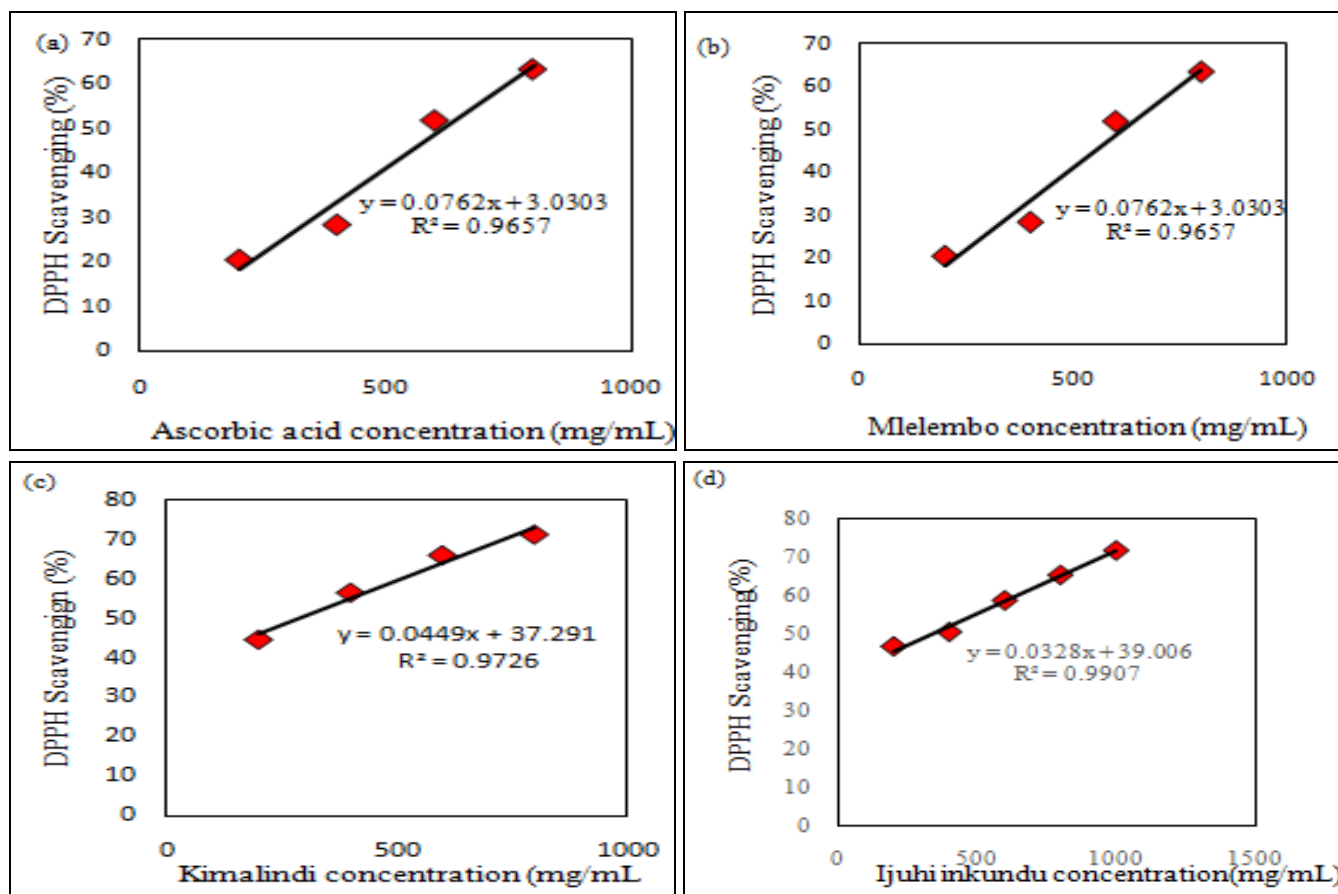 (a)
70
60
50
40
30
20
10
0
DPPH Scavenging (%)
y = 0.0762x + 3.0303
R² = 0.9657
0 500 1000
Ascorbic acid concentration (mg/mL)
(b)
70
60
50
40
30
20
10
0
DPPH Scavenging (%)
y = 0.0762x + 3.0303
R² = 0.9657
0 500 1000
Mlelembo concentration (mg/mL)
(c)
80
70
60
50
40
30
20
10
0
DPPH Scavengign (%)
y = 0.0449x + 37.291
R² = 0.9726
0 500 1000
Kimalindi concentration (mg/mL
(d)
80
70
60
50
40
30
20
10
0
DPPH Scavenging(%)
y = 0.0328x + 39.006
R² = 0.9907
0 500 1000 1500
Ijuhi inkundu concentration(mg/mL)